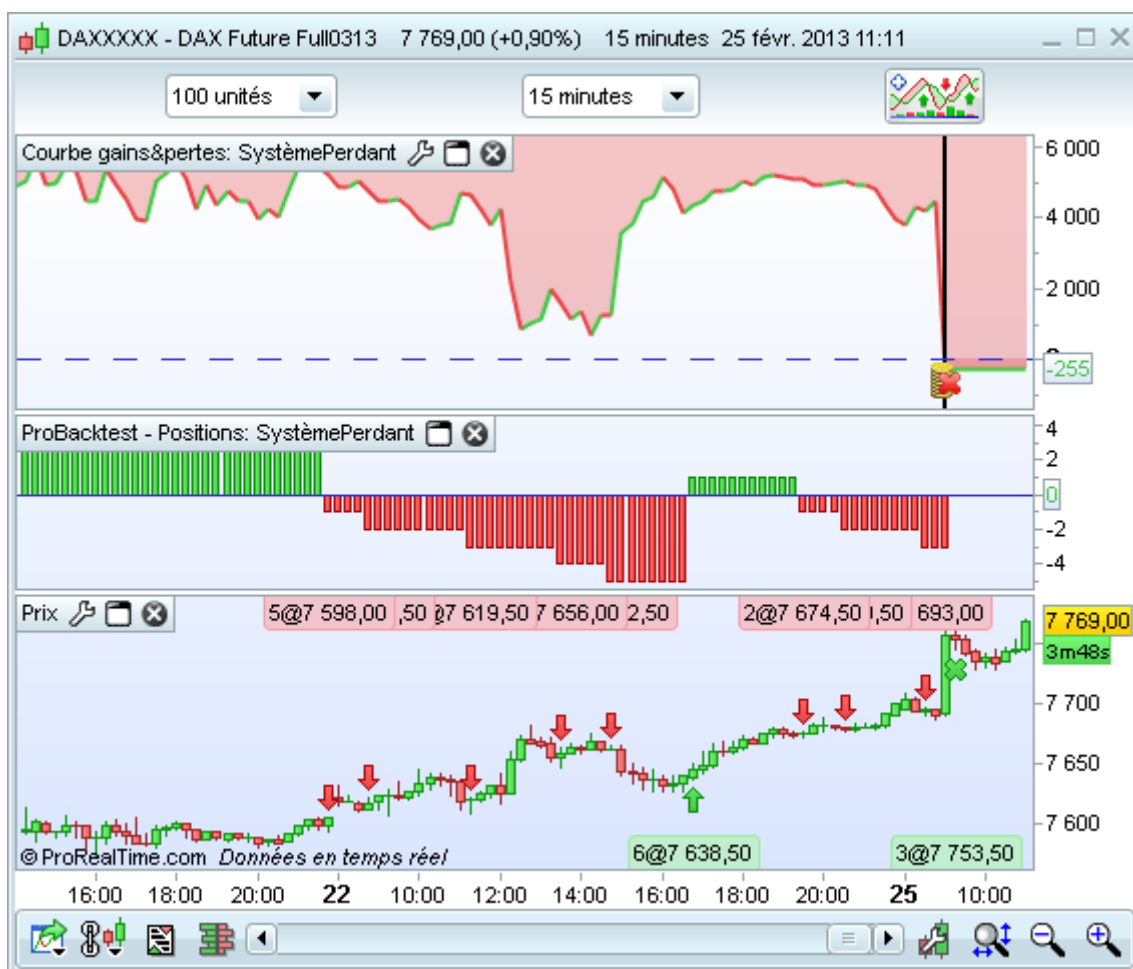 DAXXXXX - DAX Future Full0313 7 769,00 (+0,90%) 15 minutes 25 févr. 2013 11:11
100 unités 15 minutes
Courbe gains&pertes: SystèmePerdant
6 000
4 000
2 000
-255
ProBacktest - Positions: SystèmePerdant
4
2
0
-2
-4
Prix
5@7 598,00 ,50 @7 619,50 7 656,00 2,50 2@7 674,50 ,50 693,00
7 769,00
3m48s
7 700
7 650
7 600
6@7 638,50 3@7 753,50
© ProRealTime.com Données en temps réel
16:00 18:00 20:00 22 10:00 12:00 14:00 16:00 18:00 20:00 25 10:00